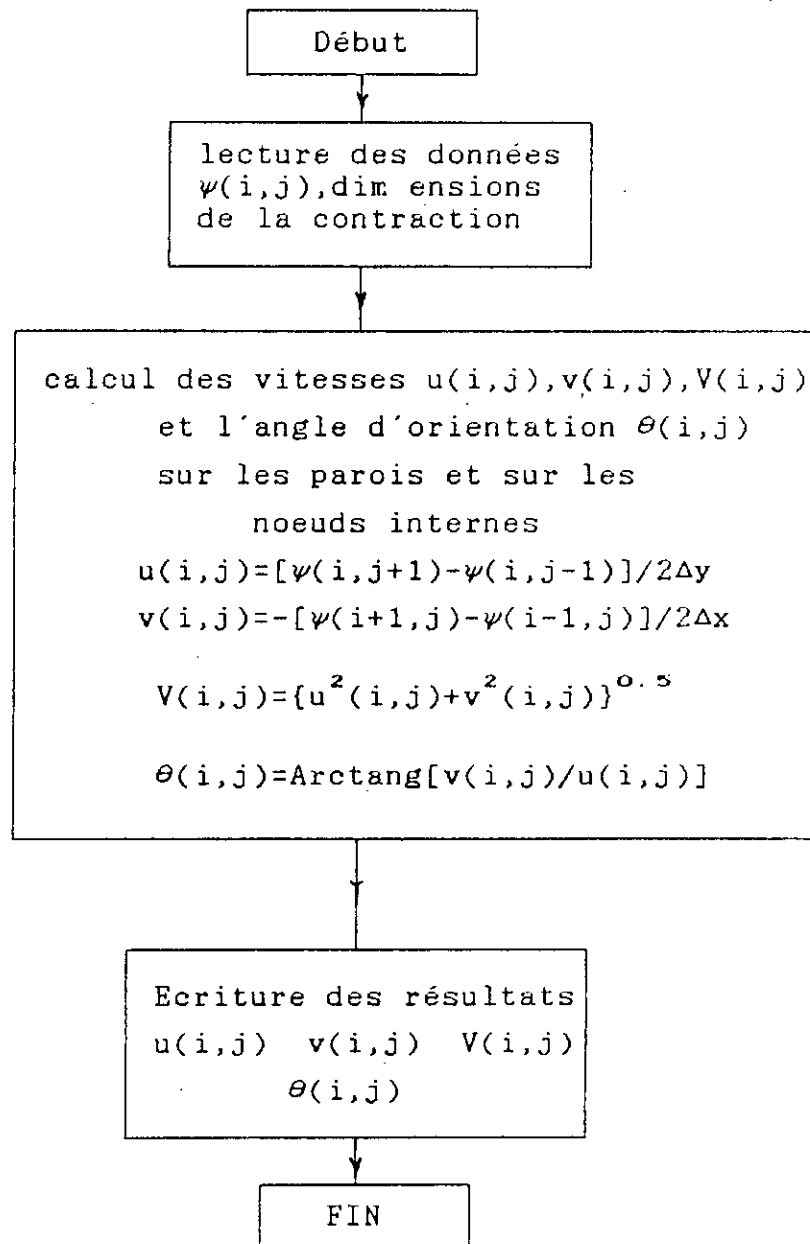 Début
lecture des données
ψ(i,j),dim ensions
de la contraction
calcul des vitesses u(i,j),v(i,j),V(i,j)
et l'angle d'orientation θ(i,j)
sur les parois et sur les
noeuds internes
u(i,j)=[ψ(i,j+1)-ψ(i,j-1)]/2Δy
v(i,j)=-[ψ(i+1,j)-ψ(i-1,j)]/2Δx
V(i,j)={u²(i,j)+v²(i,j)}^0.5
θ(i,j)=Arctang[v(i,j)/u(i,j)]
Ecriture des résultats
u(i,j) v(i,j) V(i,j)
θ(i,j)
FIN